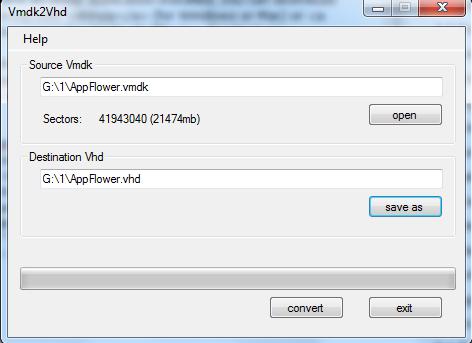 Vmdk2Vhd
Help
Source Vmdk
G:\1\AppFlower.vmdk
Sectors: 41943040 (21474mb)
open
Destination Vhd
G:\1\AppFlower.vhd
save as
convert
exit